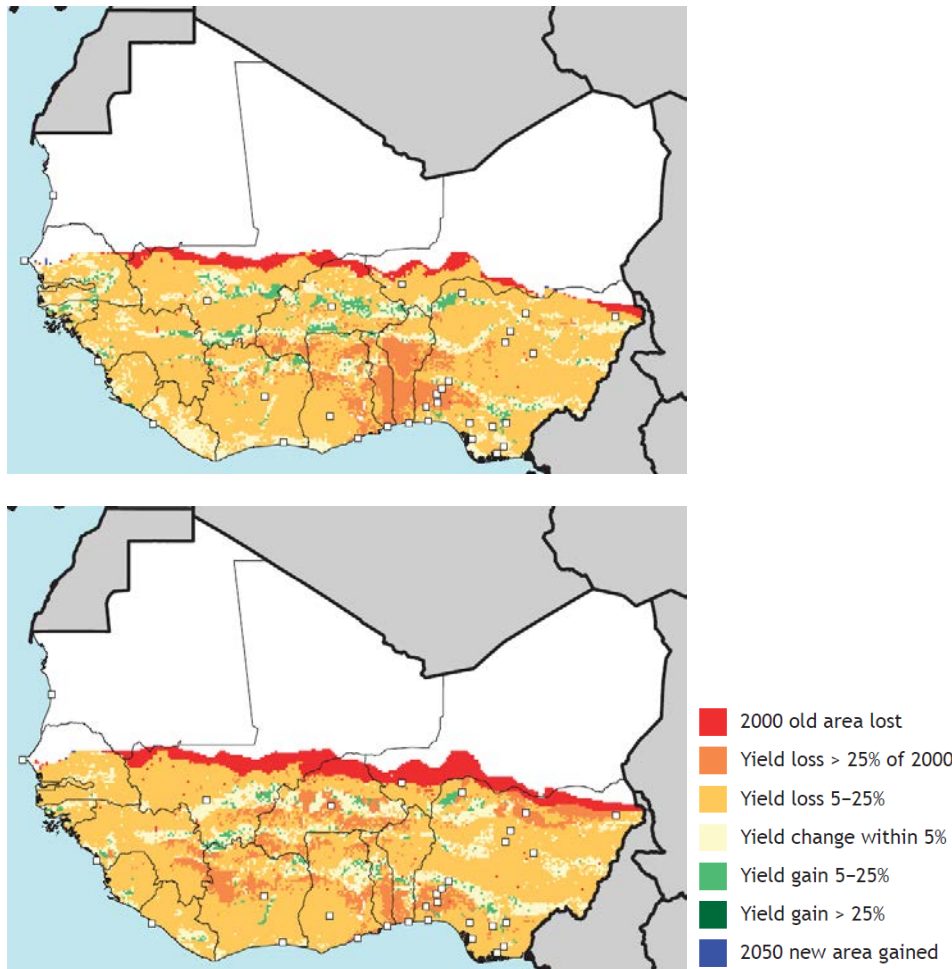 2000 old area lost
Yield loss > 25% of 2000
Yield loss 5–25%
Yield change within 5%
Yield gain 5–25%
Yield gain > 25%
2050 new area gained